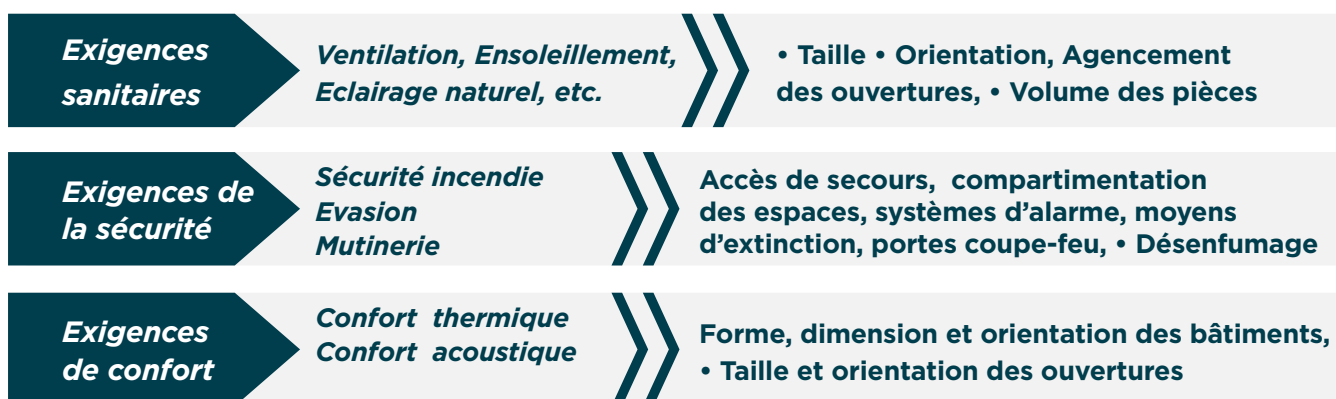 Exigences
sanitaires
Ventilation, Ensoleillement,
Eclairage naturel, etc.
• Taille • Orientation, Agencement
des ouvertures, • Volume des pièces
Exigences de
la sécurité
Sécurité incendie
Evasion
Mutinerie
Accès de secours, compartimentation
des espaces, systèmes d'alarme, moyens
d'extinction, portes coupe-feu, • Désenfumage
Exigences
de confort
Confort thermique
Confort acoustique
Forme, dimension et orientation des bâtiments,
• Taille et orientation des ouvertures